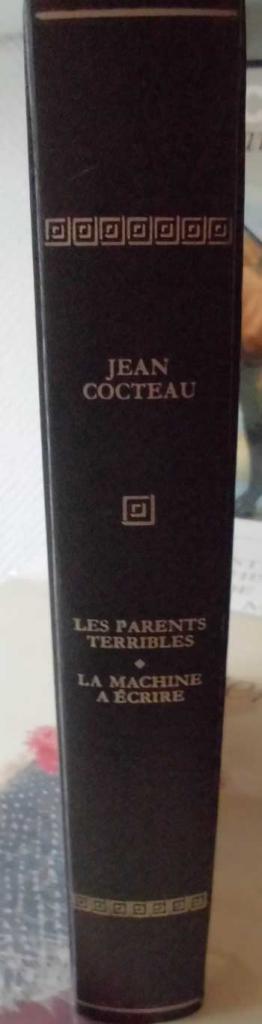 JEAN
COCTEAU
LES PARENTS
TERRIBLES
LA MACHINE
A ÉCRIRE